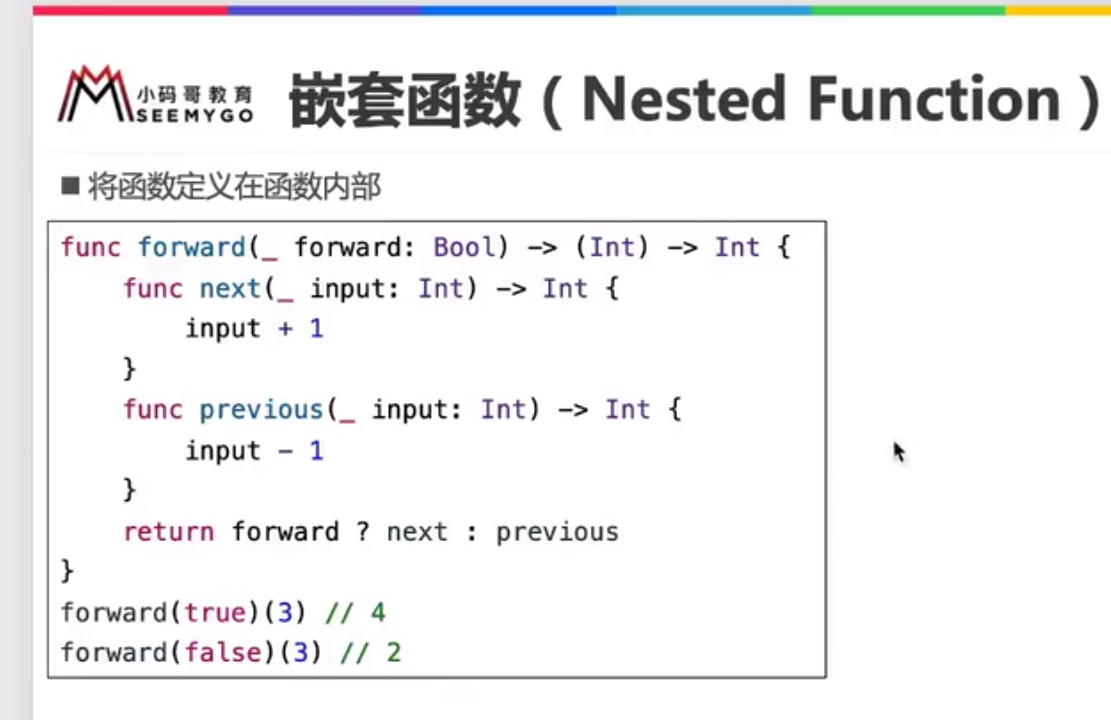 小码哥教育
SEEMYGO
嵌套函数（Nested Function）
■ 将函数定义在函数内部
func forward(_ forward: Bool) -> (Int) -> Int {
    func next(_ input: Int) -> Int {
        input + 1
    }
    func previous(_ input: Int) -> Int {
        input - 1
    }
    return forward ? next : previous
}
forward(true)(3) // 4
forward(false)(3) // 2